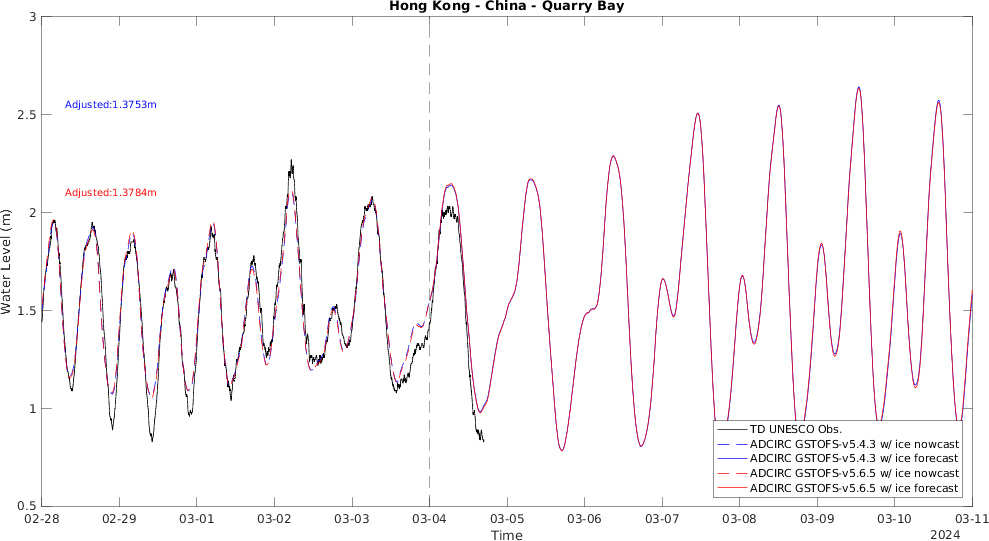 Hong Kong - China - Quarry Bay
3
2.5
2
1.5
1
0.5
Water Level (m)
Adjusted:1.3753m
Adjusted:1.3784m
TD UNESCO Obs.
ADCIRC GSTOFS-v5.4.3 w/ ice nowcast
ADCIRC GSTOFS-v5.4.3 w/ ice forecast
ADCIRC GSTOFS-v5.6.5 w/ ice nowcast
ADCIRC GSTOFS-v5.6.5 w/ ice forecast
02-28 02-29 03-01 03-02 03-03 03-04 03-05 03-06 03-07 03-08 03-09 03-10 03-11
Time
2024